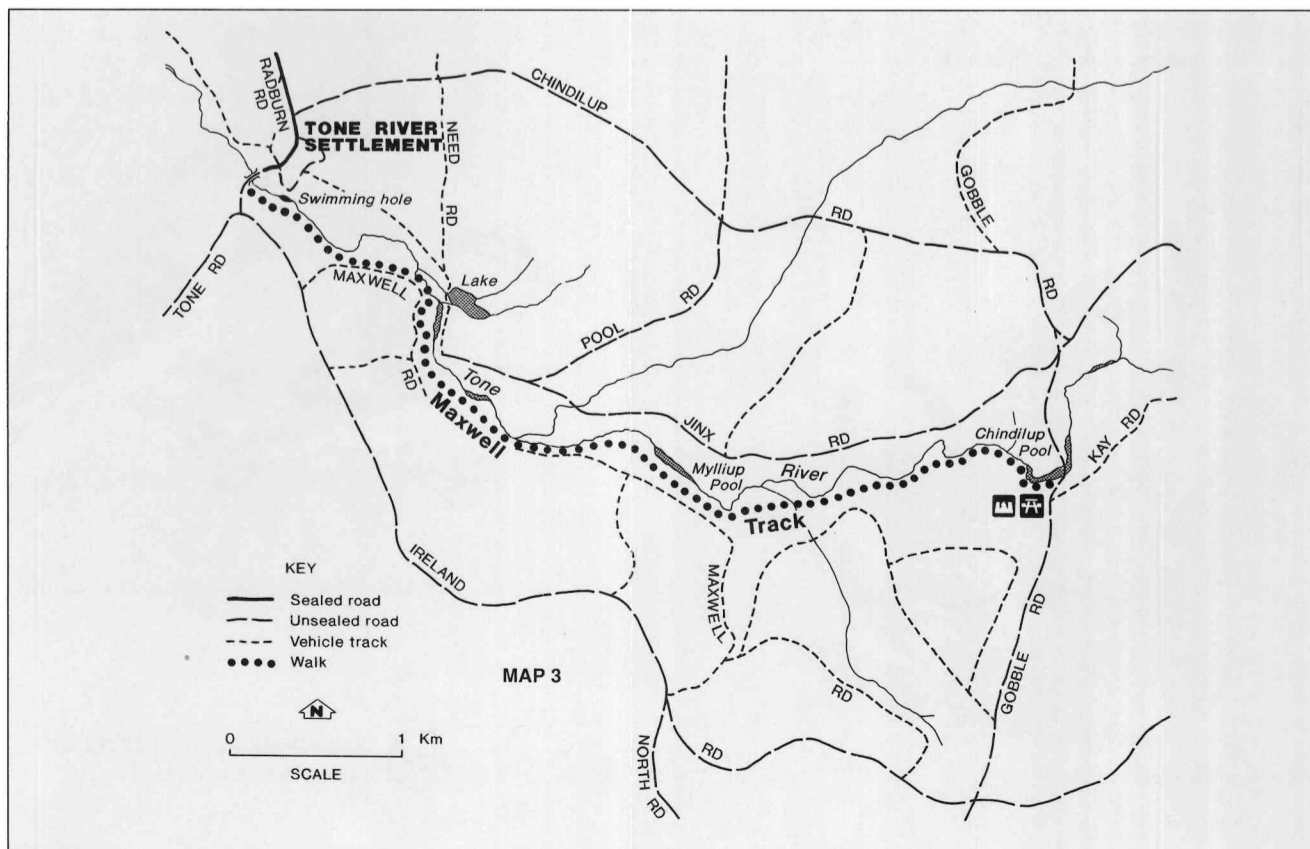 RADBURN
RD
TONE RIVER
SETTLEMENT
CHINDILUP
NEED
RD
GOBBLE
RD
RD
Swimming hole
TONE RD
MAXWELL
RD
Lake
POOL
RD
Tone
Maxwell
JINX
RD
Mylliup
Pool
River
Chindilup
Pool
KAY RD
Track
IRELAND
MAXWELL
RD
GOBBLE
RD
NORTH RD
RD
KEY
Sealed road
Unsealed road
Vehicle track
Walk
MAP 3
N
0 1 Km
SCALE